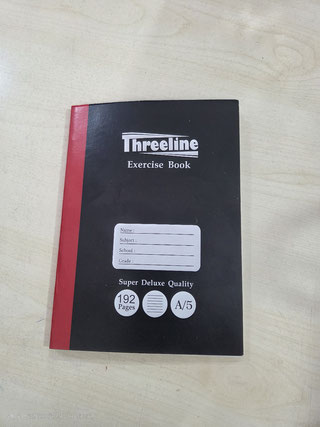 Threeline
Exercise Book
Name :
Subject :
School :
Grade :
Super Deluxe Quality
192
Pages
A/5